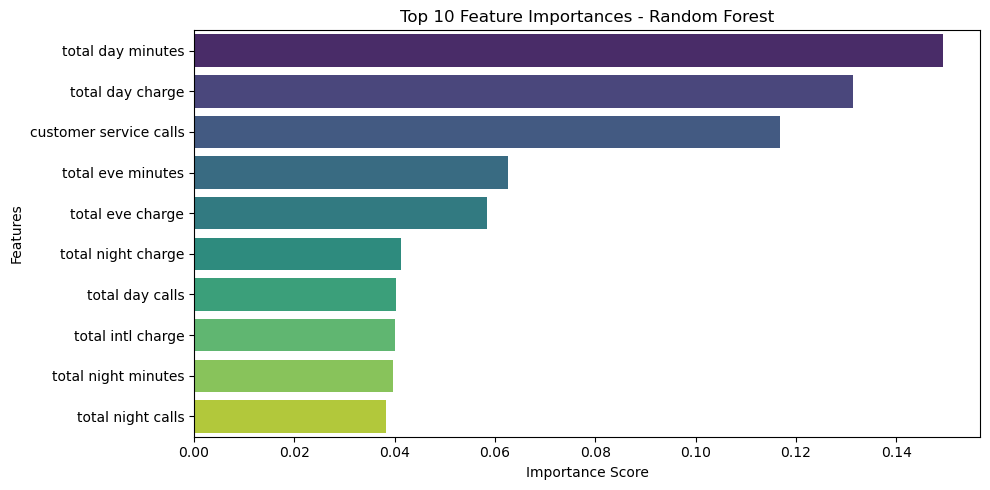 Top 10 Feature Importances - Random Forest
total day minutes
total day charge
customer service calls
total eve minutes
total eve charge
total night charge
total day calls
total intl charge
total night minutes
total night calls
Features
0.00 0.02 0.04 0.06 0.08 0.10 0.12 0.14
Importance Score